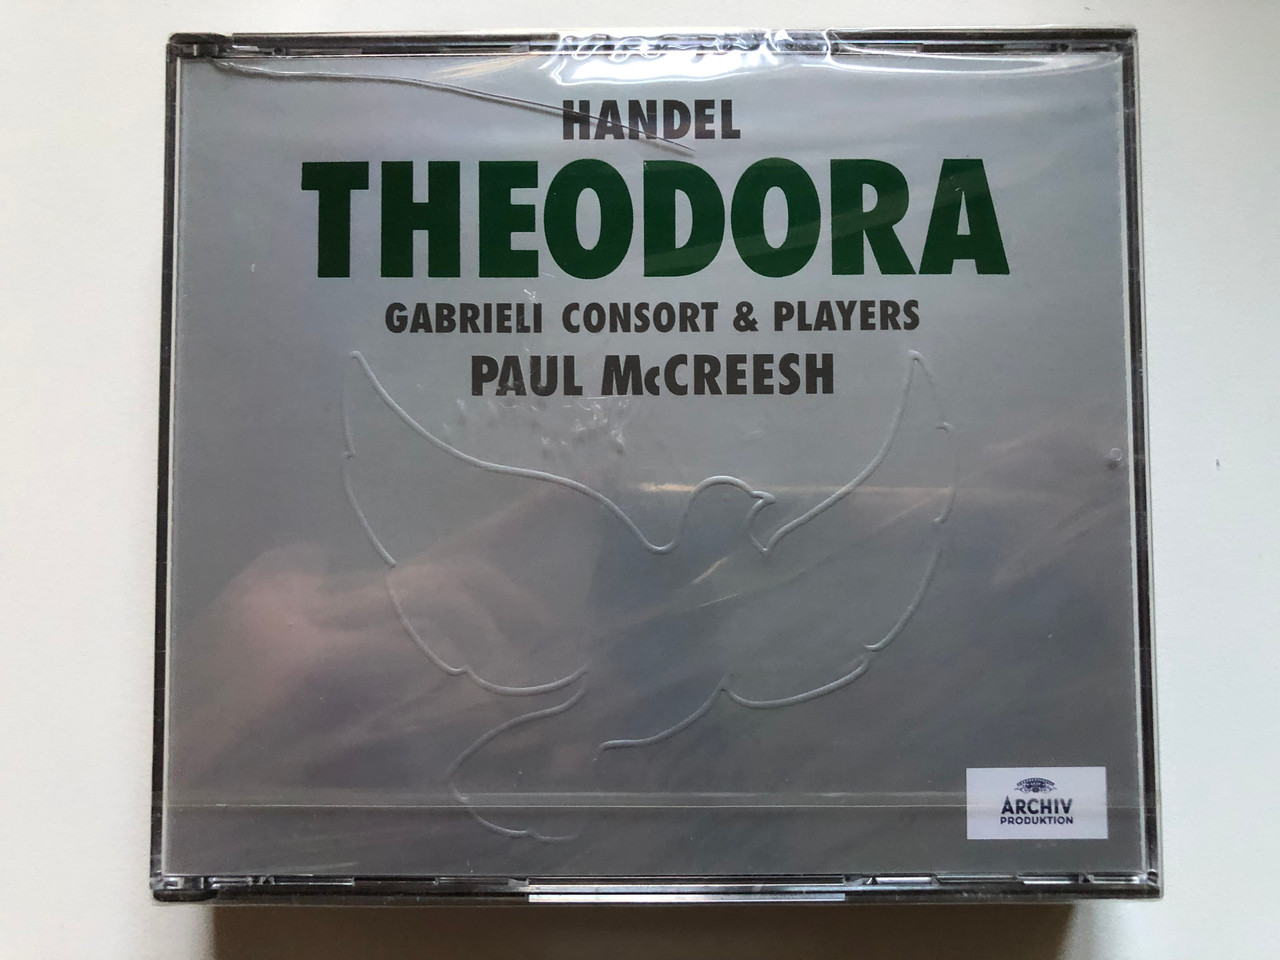 HANDEL
THEODORA
GABRIELI CONSORT & PLAYERS
PAUL McCREESH
ARCHIV
PRODUKTION